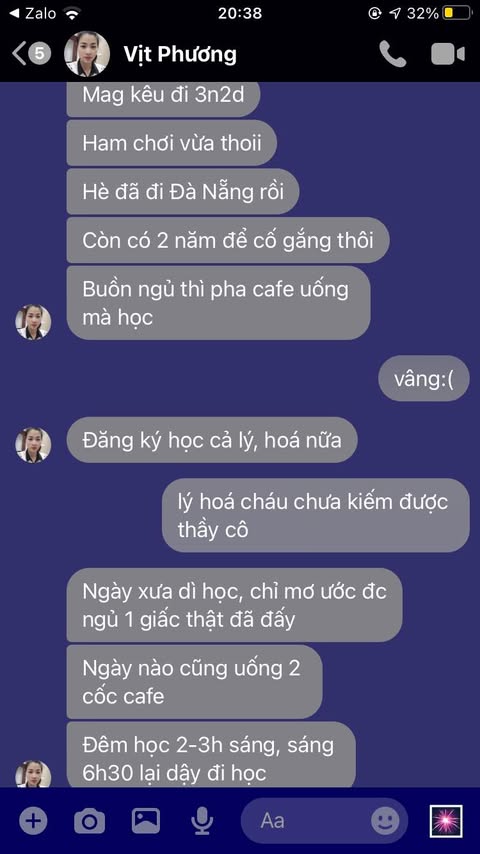 Zalo
20:38
32%
5
Vịt Phương
Mag kêu đi 3n2d
Ham chơi vừa thoii
Hè đã đi Đà Nẵng rồi
Còn có 2 năm để cố gắng thôi
Buồn ngủ thì pha cafe uống
mà học
vâng:(
Đăng ký học cả lý, hoá nữa
lý hoá cháu chưa kiếm được
thầy cô
Ngày xưa dì học, chỉ mơ ước đc
ngủ 1 giấc thật đã đấy
Ngày nào cũng uống 2
cốc cafe
Đêm học 2-3h sáng, sáng
6h30 lại dậy đi học
Aa